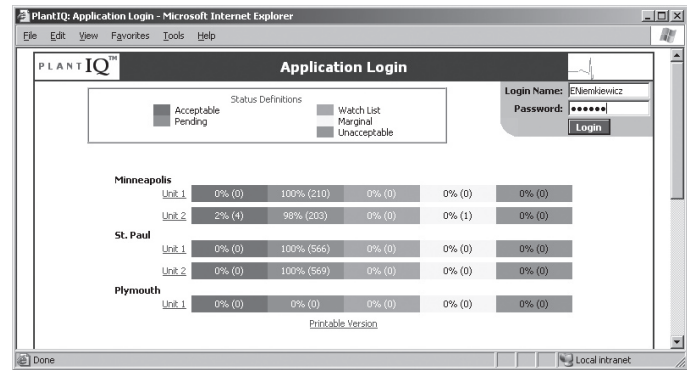 PlantIQ: Application Login - Microsoft Internet Explorer
File Edit View Favorites Tools Help
PLANT IQ™
Application Login
Login Name: ENiemkiewicz
Password: ●●●●●●
Login
Status Definitions
Acceptable Watch List
Pending Marginal
Unacceptable
Minneapolis
Unit 1 0% (0) 100% (210) 0% (0) 0% (0) 0% (0)
Unit 2 2% (4) 98% (203) 0% (0) 0% (1) 0% (0)
St. Paul
Unit 1 0% (0) 100% (566) 0% (0) 0% (0) 0% (0)
Unit 2 0% (0) 100% (569) 0% (0) 0% (0) 0% (0)
Plymouth
Unit 1 0% (0) 0% (0) 0% (0) 0% (0) 0% (0)
Printable Version
Done Local intranet